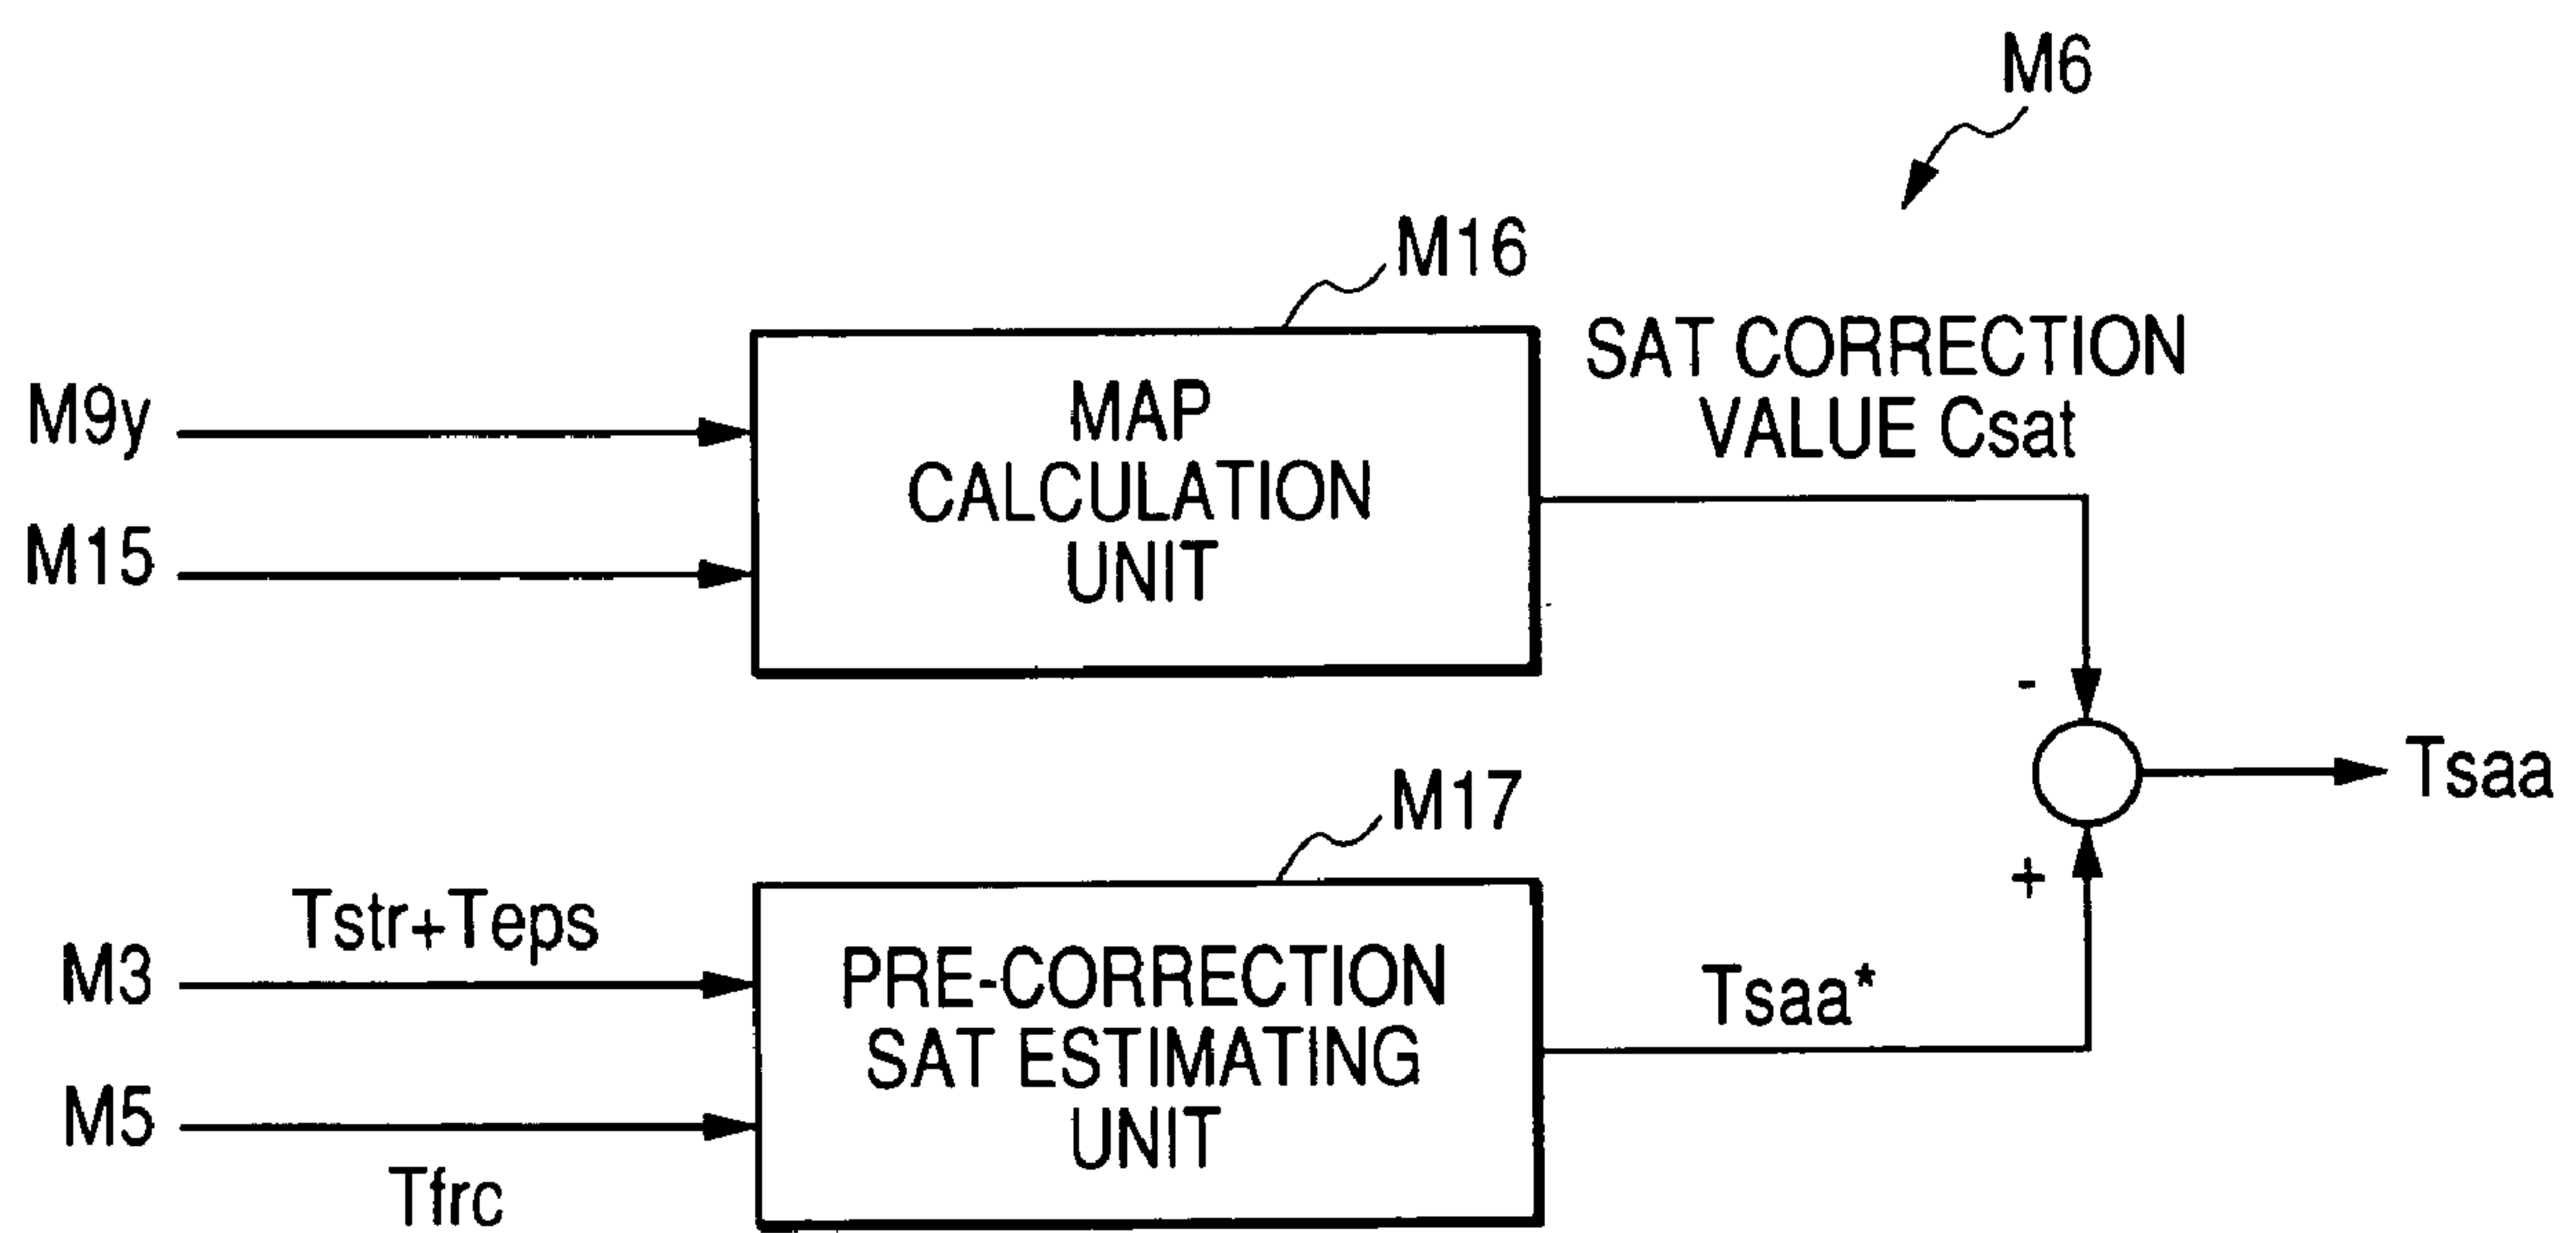 M6
M16
SAT CORRECTION
VALUE Csat
M9y
M15
MAP
CALCULATION
UNIT
-
Tsaa
M17
+
Tstr+Teps
M3
M5
Tfrc
PRE-CORRECTION
SAT ESTIMATING
UNIT
Tsaa*